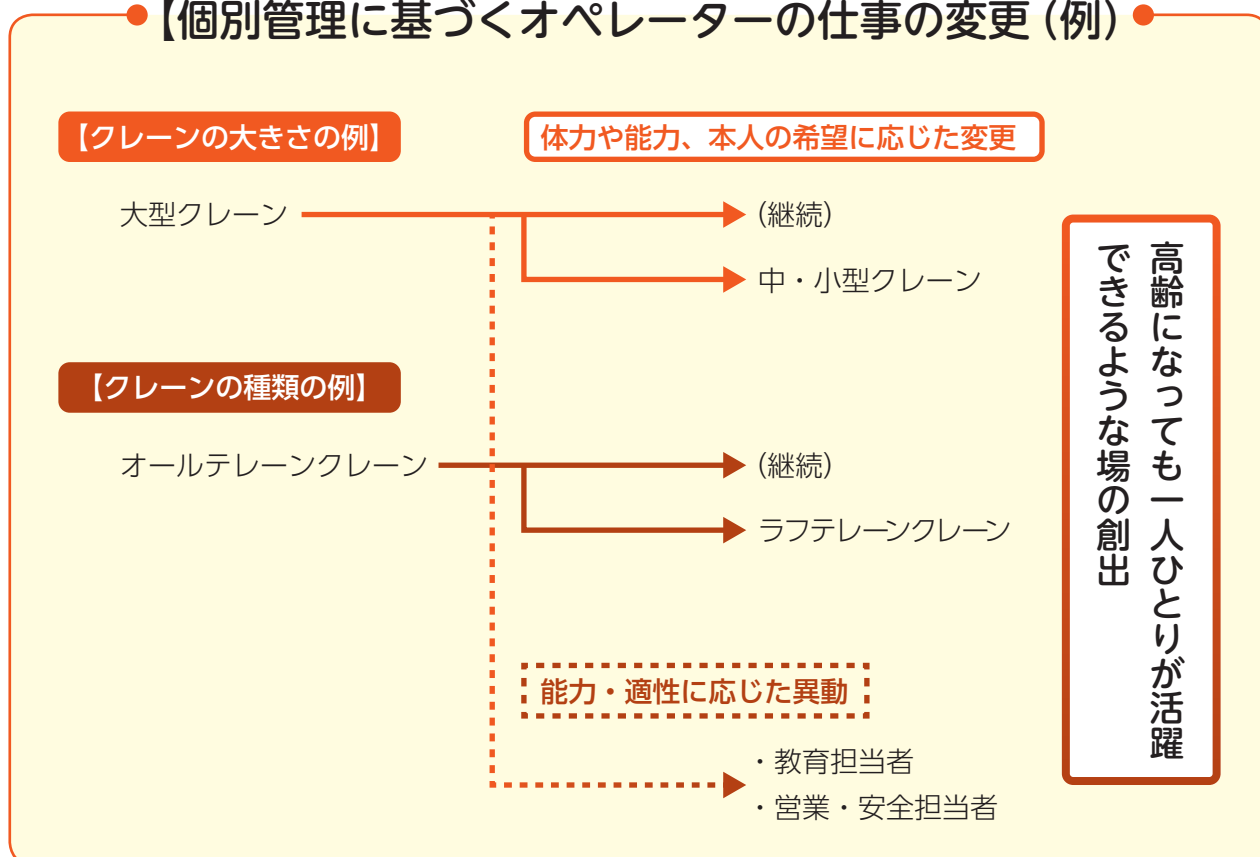 【個別管理に基づくオペレーターの仕事の変更（例）
【クレーンの大きさの例】
体力や能力、本人の希望に応じた変更
大型クレーン
（継続）
中・小型クレーン
【クレーンの種類の例】
オールテレーンクレーン
（継続）
ラフテレーンクレーン
能力・適性に応じた異動
・教育担当者
・営業・安全担当者
高齢になっても一人ひとりが活躍
できるような場の創出